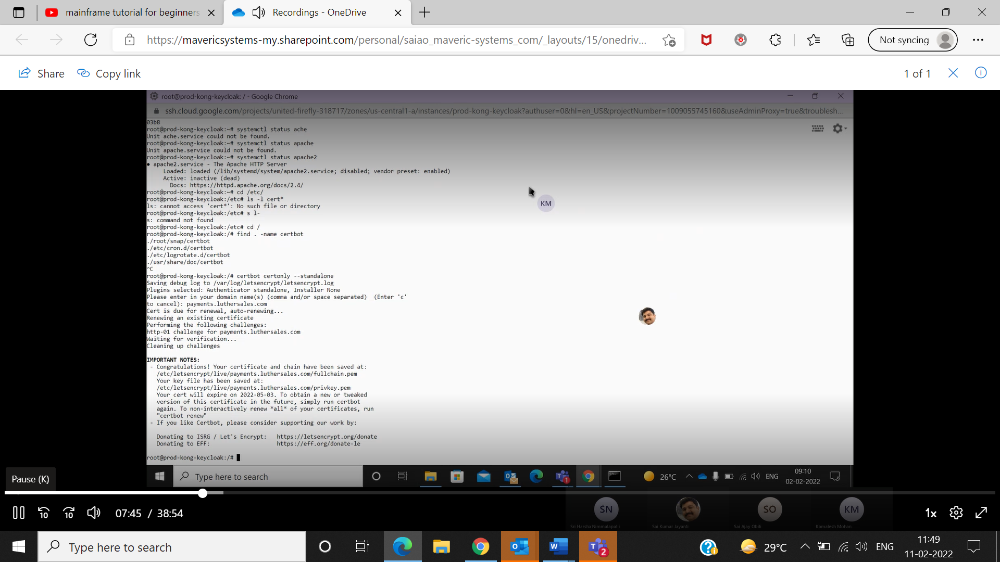 mainframe tutorial for beginners
Recordings - OneDrive
https://mavericsystems-my.sharepoint.com/personal/saiao_maveric-systems_com/_layouts/15/onedriv...
Not syncing
Share
Copy link
1 of 1
root@prod-kong-keycloak: / - Google Chrome
ssh.cloud.google.com/projects/united-firefly-318717/zones/us-central1-a/instances/prod-kong-keycloak?authuser=0&hl=en_US&projectNumber=1009055745160&useAdminProxy=true&troublesh...
03b8
root@prod-kong-keycloak:~# systemctl status ache
Unit ache.service could not be found.
root@prod-kong-keycloak:~# systemctl status apache
Unit apache.service could not be found.
root@prod-kong-keycloak:~# systemctl status apache2
● apache2.service - The Apache HTTP Server
Loaded: loaded (/lib/systemd/system/apache2.service; disabled; vendor preset: enabled)
Active: inactive (dead)
Docs: https://httpd.apache.org/docs/2.4/
root@prod-kong-keycloak:~# cd /etc/
root@prod-kong-keycloak:/etc# ls -l cert*
ls: cannot access 'cert*': No such file or directory
root@prod-kong-keycloak:/etc# s l-
s: command not found
root@prod-kong-keycloak:/etc# cd /
root@prod-kong-keycloak:/# find . -name certbot
./root/snap/certbot
./etc/cron.d/certbot
./etc/logrotate.d/certbot
./usr/share/doc/certbot
^C
root@prod-kong-keycloak:/# certbot certonly --standalone
Saving debug log to /var/log/letsencrypt/letsencrypt.log
Plugins selected: Authenticator standalone, Installer None
Please enter in your domain name(s) (comma and/or space separated)  (Enter 'c'
to cancel): payments.luthersales.com
Cert is due for renewal, auto-renewing...
Renewing an existing certificate
Performing the following challenges:
http-01 challenge for payments.luthersales.com
Waiting for verification...
Cleaning up challenges
IMPORTANT NOTES:
- Congratulations! Your certificate and chain have been saved at:
/etc/letsencrypt/live/payments.luthersales.com/fullchain.pem
Your key file has been saved at:
/etc/letsencrypt/live/payments.luthersales.com/privkey.pem
Your cert will expire on 2022-05-03. To obtain a new or tweaked
version of this certificate in the future, simply run certbot
again. To non-interactively renew *all* of your certificates, run
"certbot renew"
- If you like Certbot, please consider supporting our work by:
Donating to ISRG / Let's Encrypt:   https://letsencrypt.org/donate
Donating to EFF:                    https://eff.org/donate-le
root@prod-kong-keycloak:/#
KM
Type here to search
1
26°C
ENG
09:10
02-02-2022
Pause (K)
10
10
07:45 / 38:54
SN
SO
KM
Sri Harsha Nimmalapalli
Sai Kumar Jayanti
Sai Ajay Obili
Kamalesh Mohan
1x
Type here to search
2
29°C
ENG
11:49
11-02-2022